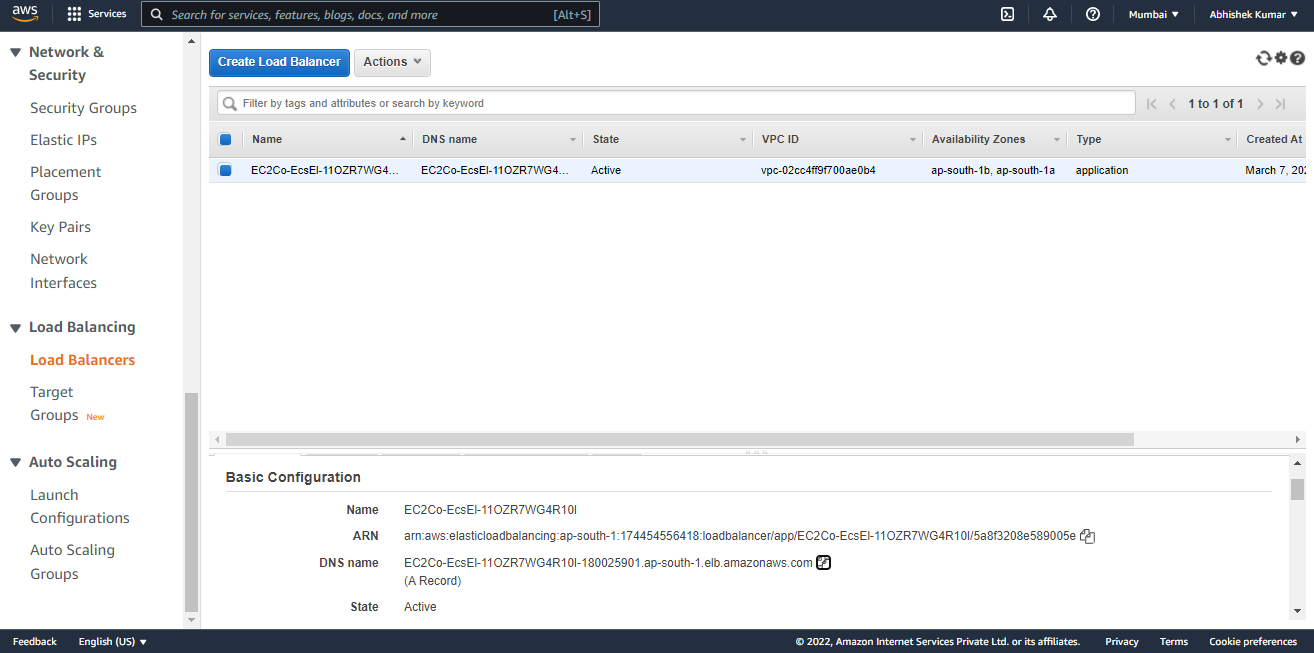 aws
Services
Search for services, features, blogs, docs, and more
[Alt+S]
Mumbai
Abhishek Kumar
Network &
Security
Security Groups
Elastic IPs
Placement
Groups
Key Pairs
Network
Interfaces
Load Balancing
Load Balancers
Target
Groups New
Auto Scaling
Launch
Configurations
Auto Scaling
Groups
Create Load Balancer
Actions
Filter by tags and attributes or search by keyword
1 to 1 of 1
Name DNS name State VPC ID Availability Zones Type Created At
EC2Co-EcsEl-11OZR7WG4... EC2Co-EcsEl-11OZR7WG4... Active vpc-02cc4ff9f700ae0b4 ap-south-1b, ap-south-1a application March 7, 202
Basic Configuration
Name EC2Co-EcsEl-11OZR7WG4R10I
ARN arn:aws:elasticloadbalancing:ap-south-1:174454556418:loadbalancer/app/EC2Co-EcsEl-11OZR7WG4R10I/5a8f3208e589005e
DNS name EC2Co-EcsEl-11OZR7WG4R10I-180025901.ap-south-1.elb.amazonaws.com
(A Record)
State Active
Feedback English (US)
© 2022, Amazon Internet Services Private Ltd. or its affiliates. Privacy Terms Cookie preferences